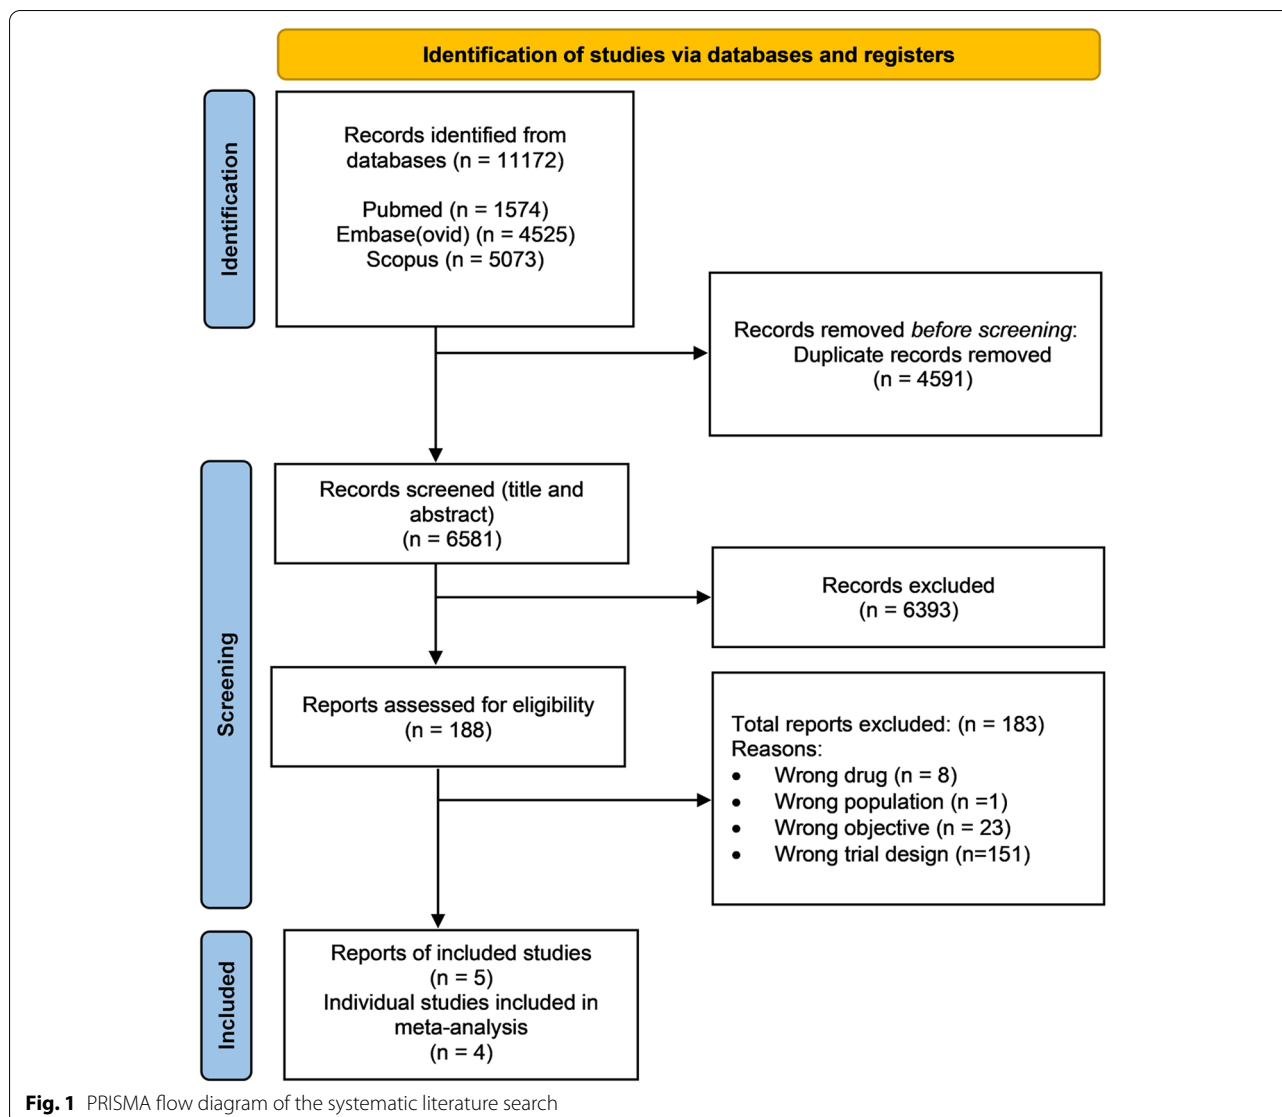 Identification of studies via databases and registers
Identification
Records identified from
databases (n = 11172)
Pubmed (n = 1574)
Embase(ovid) (n = 4525)
Scopus (n = 5073)
Records removed before screening:
Duplicate records removed
(n = 4591)
Screening
Records screened (title and
abstract)
(n = 6581)
Records excluded
(n = 6393)
Reports assessed for eligibility
(n = 188)
Total reports excluded: (n = 183)
Reasons:
• Wrong drug (n = 8)
• Wrong population (n =1)
• Wrong objective (n = 23)
• Wrong trial design (n=151)
Included
Reports of included studies
(n = 5)
Individual studies included in
meta-analysis
(n = 4)
Fig. 1 PRISMA flow diagram of the systematic literature search